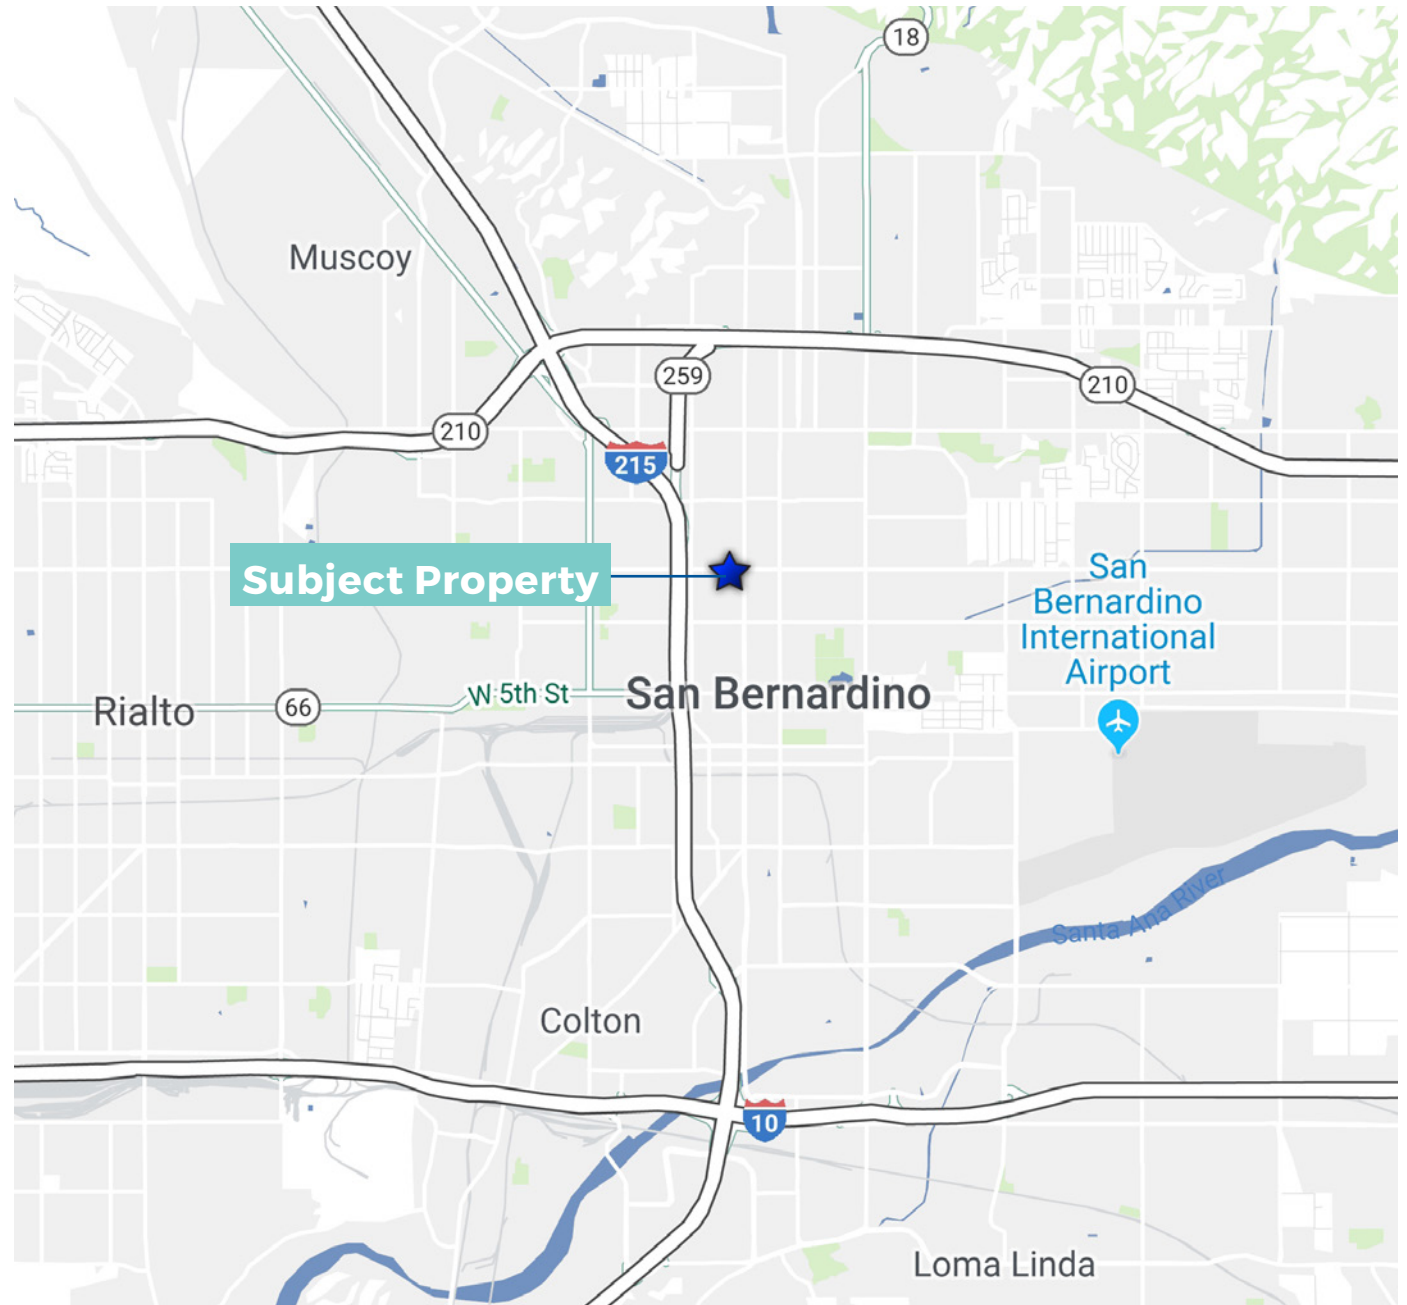 18
Muscoy
259
210
210
215
Subject Property
San
Bernardino
International
Airport
W 5th St
San Bernardino
Rialto
66
Santa Ana River
Colton
10
Loma Linda